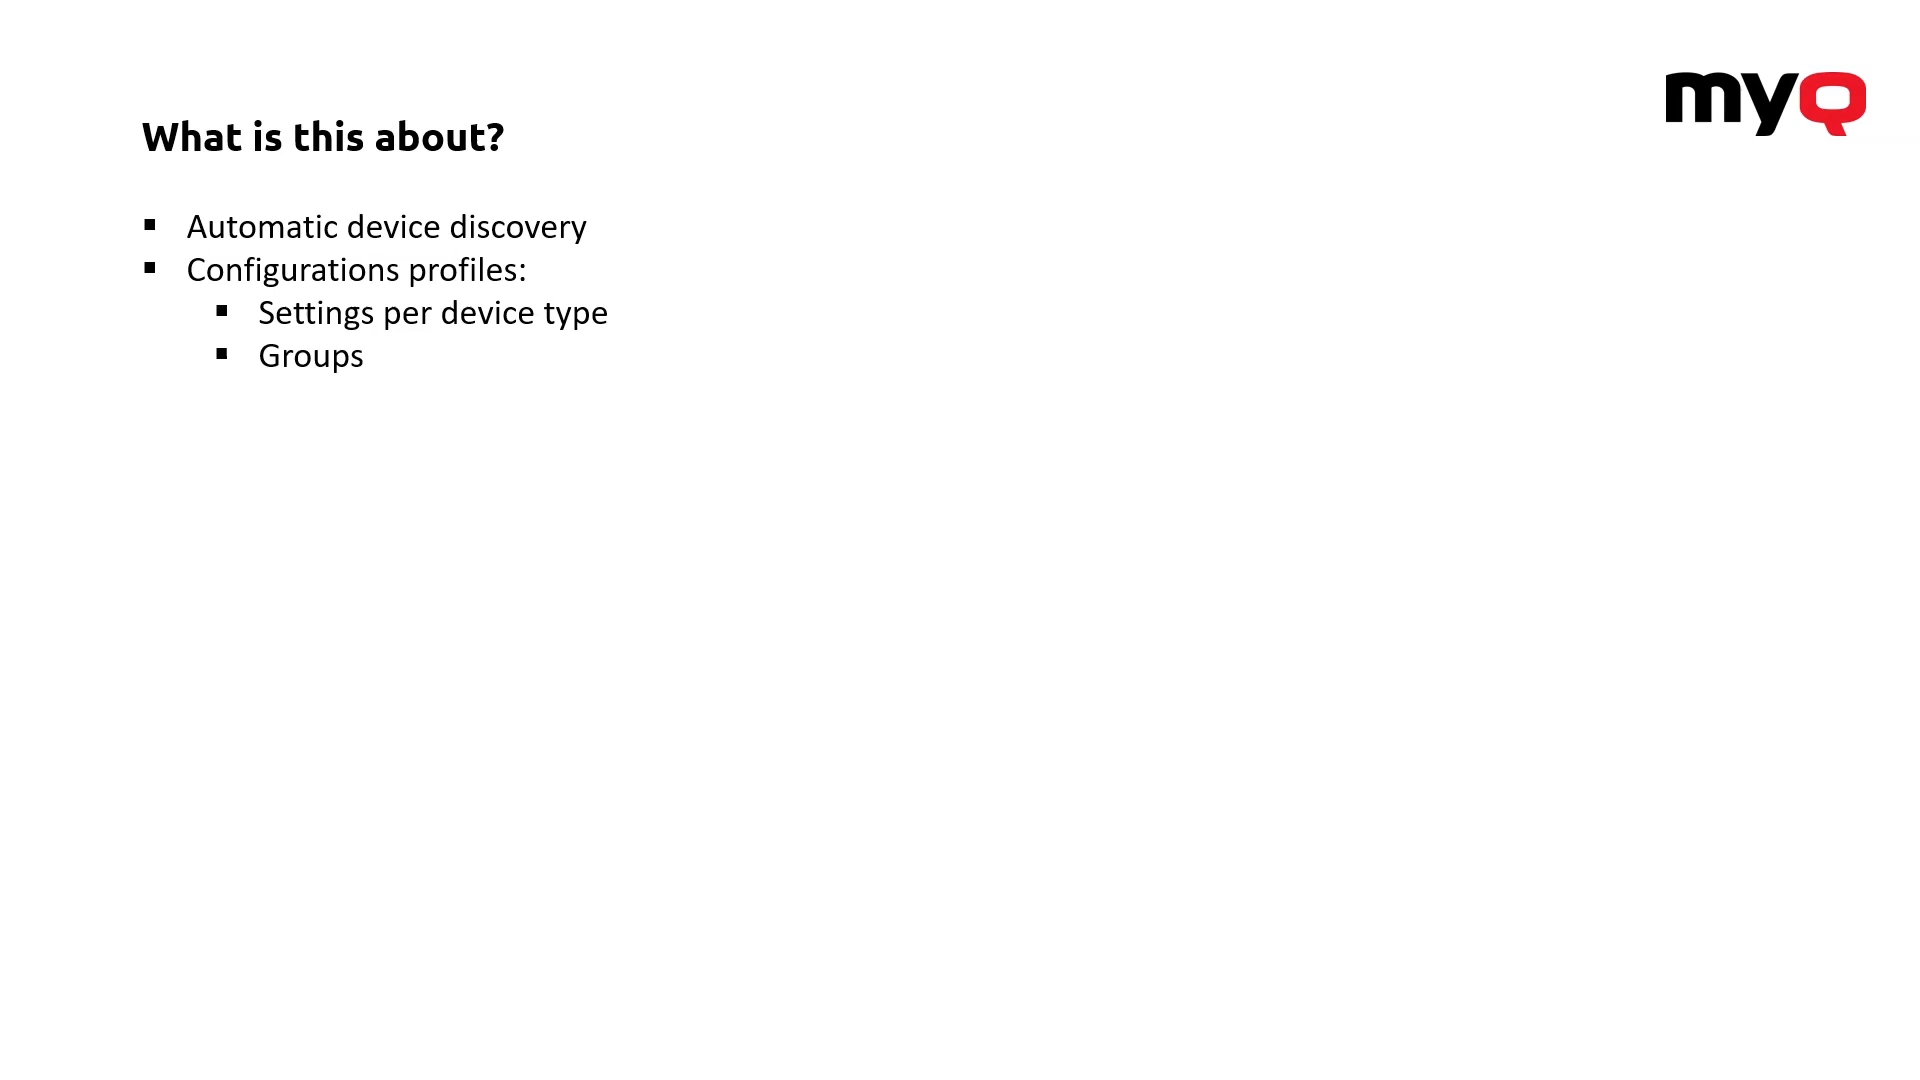 myQ
What is this about?
▪ Automatic device discovery
▪ Configurations profiles:
▪ Settings per device type
▪ Groups